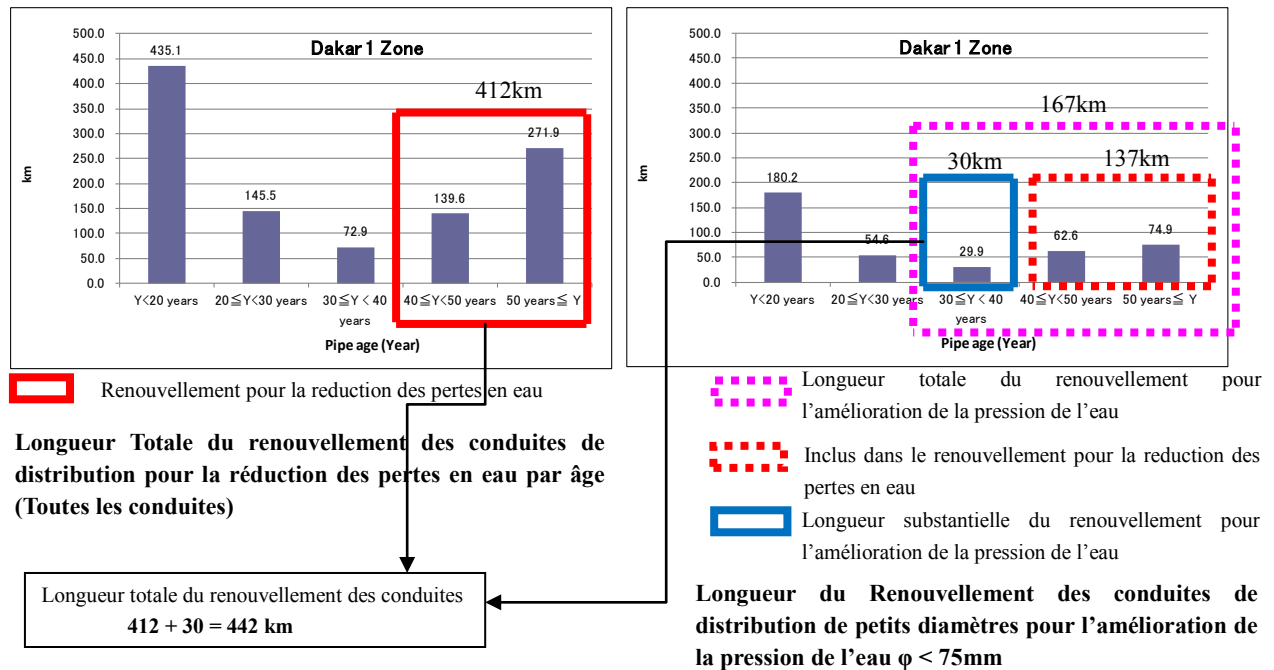 Dakar 1 Zone
412km
km
500.0
450.0
400.0
350.0
300.0
250.0
200.0
150.0
100.0
50.0
0.0
435.1
145.5
72.9
139.6
271.9
Y<20 years
20≦Y<30 years
30≦Y < 40
years
40≦Y<50 years
50 years≦ Y
Pipe age (Year)
Renouvellement pour la reduction des pertes en eau
Longueur Totale du renouvellement des conduites de
distribution pour la réduction des pertes en eau par âge
(Toutes les conduites)
Longueur totale du renouvellement des conduites
412 + 30 = 442 km
Dakar 1 Zone
167km
30km
137km
km
500.0
450.0
400.0
350.0
300.0
250.0
200.0
150.0
100.0
50.0
0.0
180.2
54.6
29.9
62.6
74.9
Y<20 years
20≦Y<30 years
30≦Y < 40
years
40≦Y<50 years
50 years≦ Y
Pipe age (Year)
Longueur totale du renouvellement pour
l’amélioration de la pression de l’eau
Inclus dans le renouvellement pour la reduction des
pertes en eau
Longueur substantielle du renouvellement pour
l’amélioration de la pression de l’eau
Longueur du Renouvellement des conduites de
distribution de petits diamètres pour l’amélioration de
la pression de l’eau φ < 75mm